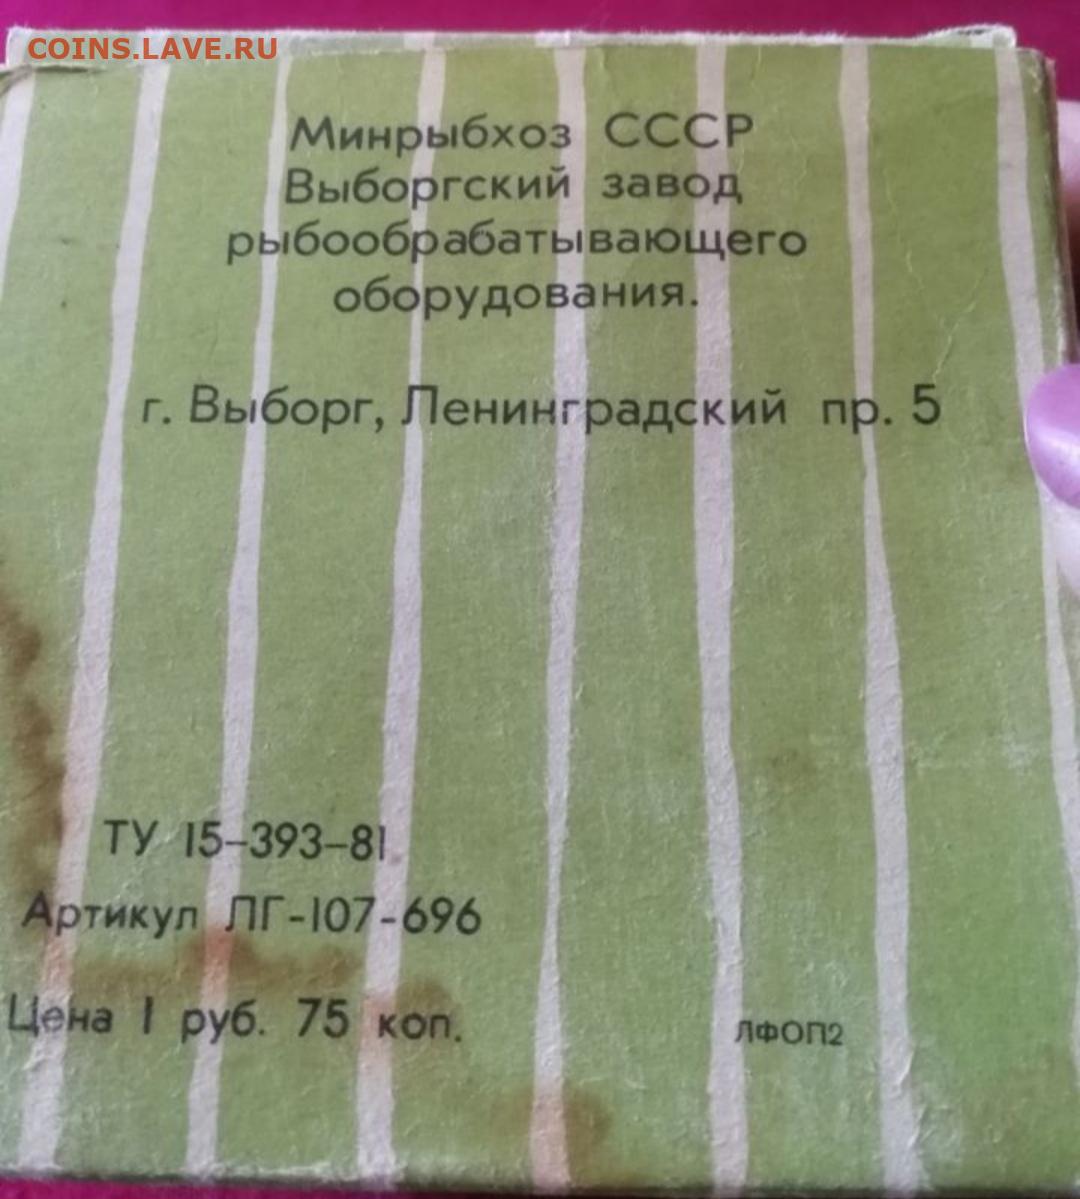 COINS.LAVE.RU
Минрыбхоз СССР
Выборгский завод
рыбообрабатывающего
оборудования.
г. Выборг, Ленинградский пр. 5
ТУ 15-393-81
Артикул ЛГ-107-696
Цена 1 руб. 75 коп.
ЛФОП2